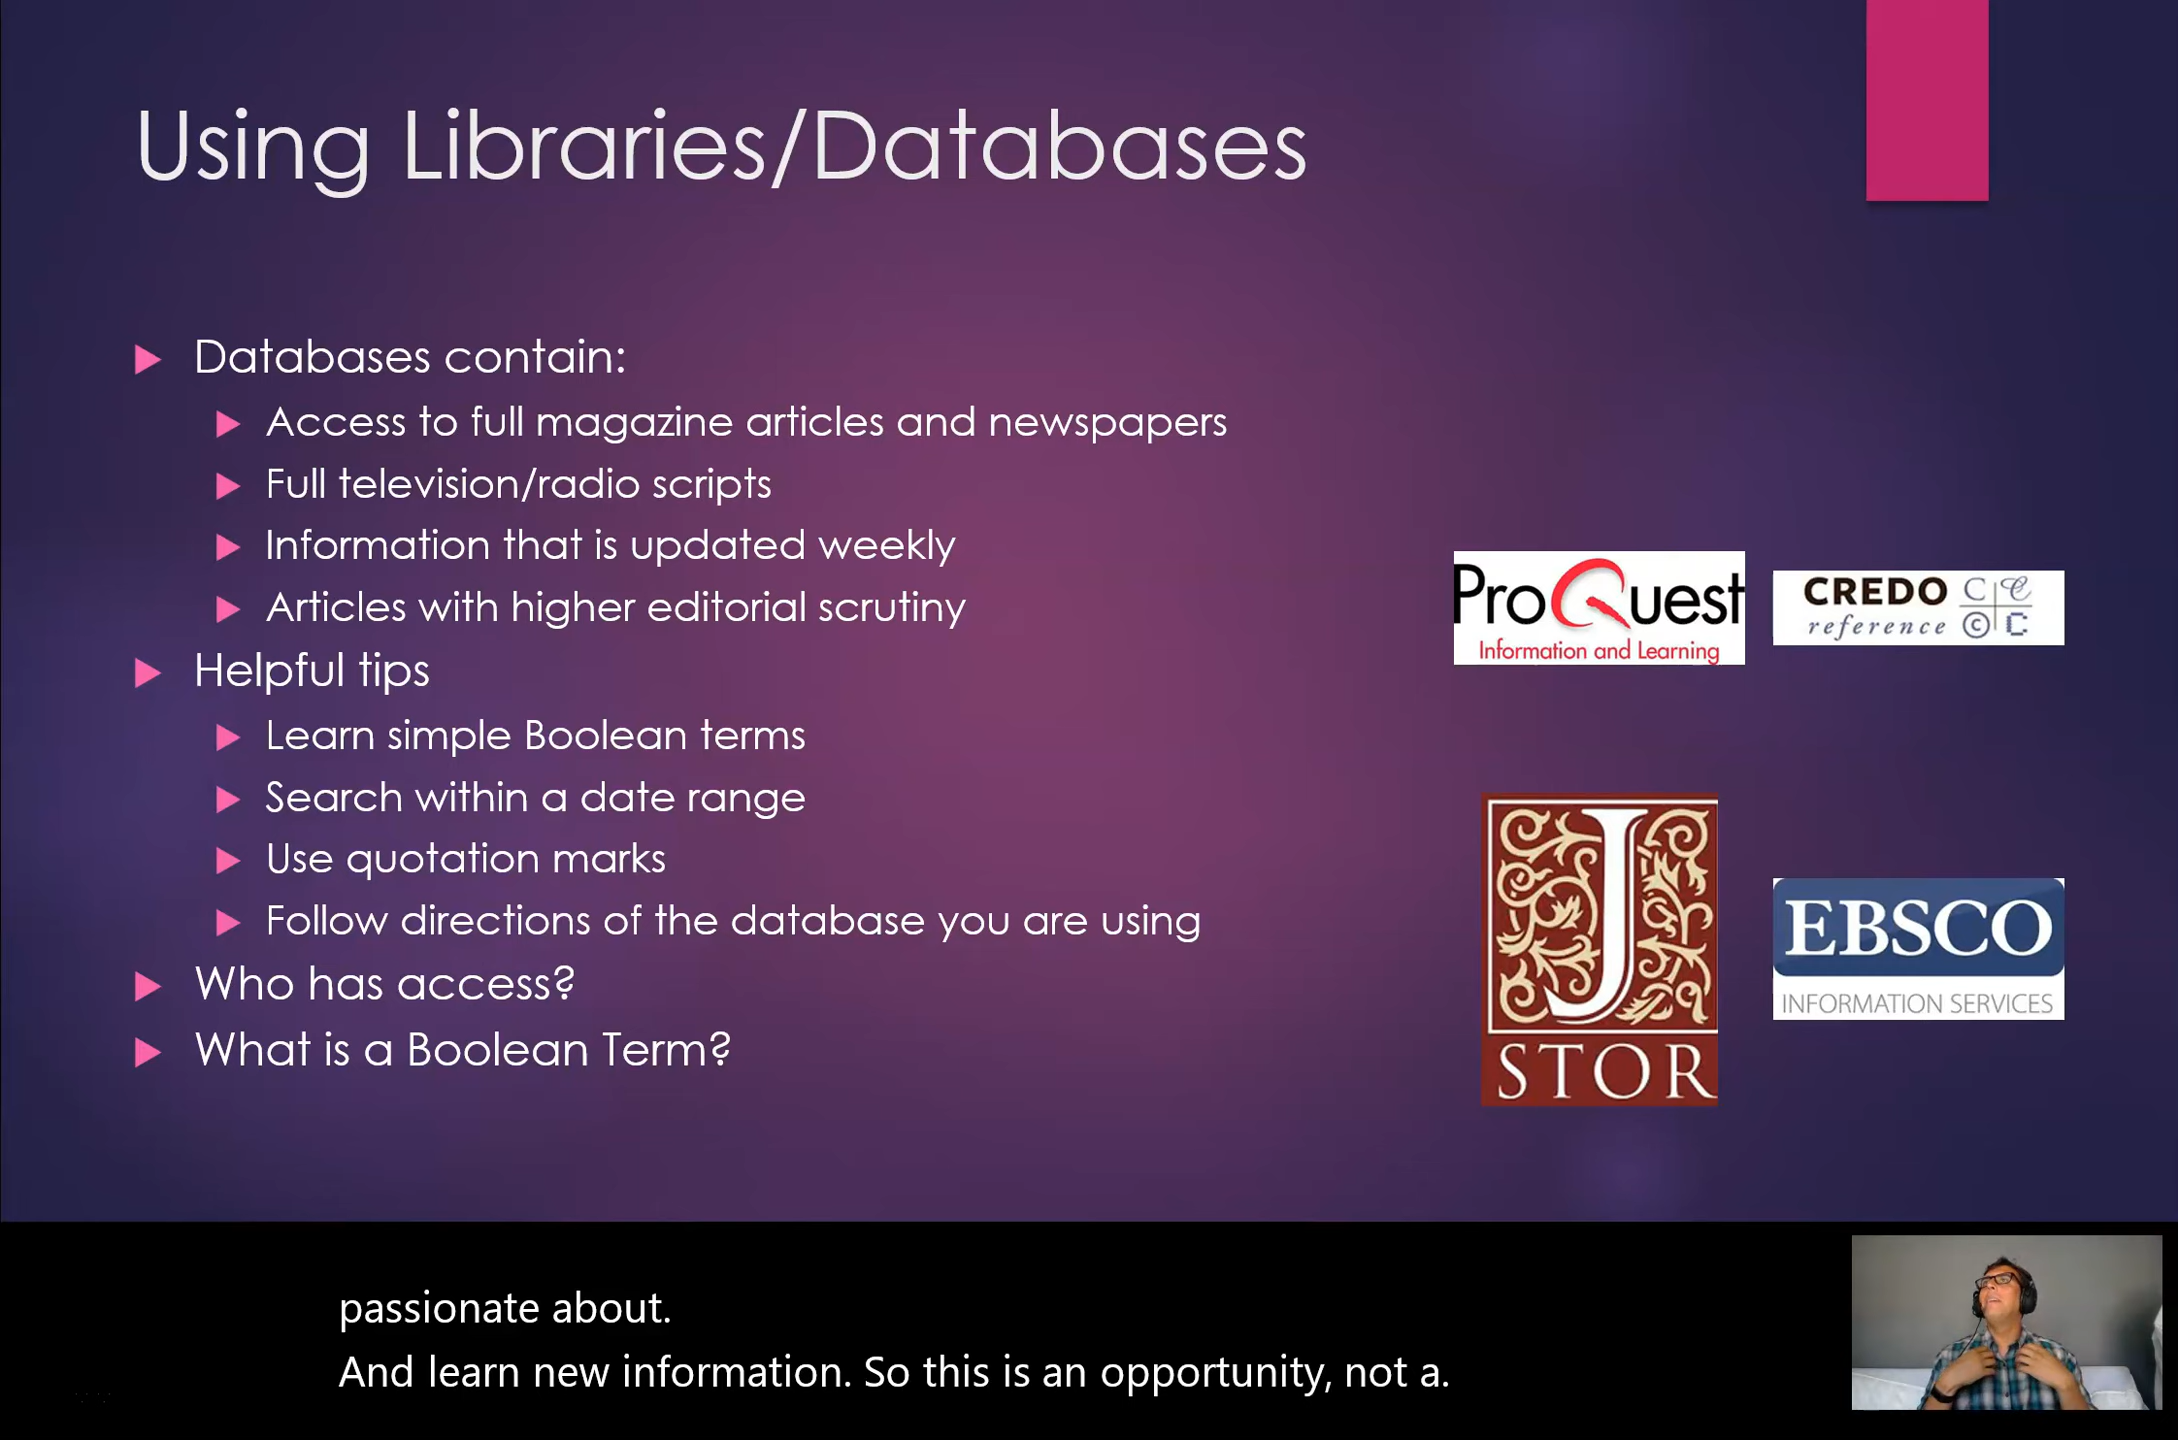 Using Libraries/Databases
Databases contain:
Access to full magazine articles and newspapers
Full television/radio scripts
Information that is updated weekly
Articles with higher editorial scrutiny
Helpful tips
Learn simple Boolean terms
Search within a date range
Use quotation marks
Follow directions of the database you are using
Who has access?
What is a Boolean Term?
ProQuest
Information and Learning
CREDO
reference
C C
© C
J
STOR
EBSCO
INFORMATION SERVICES
passionate about.
And learn new information. So this is an opportunity, not a.